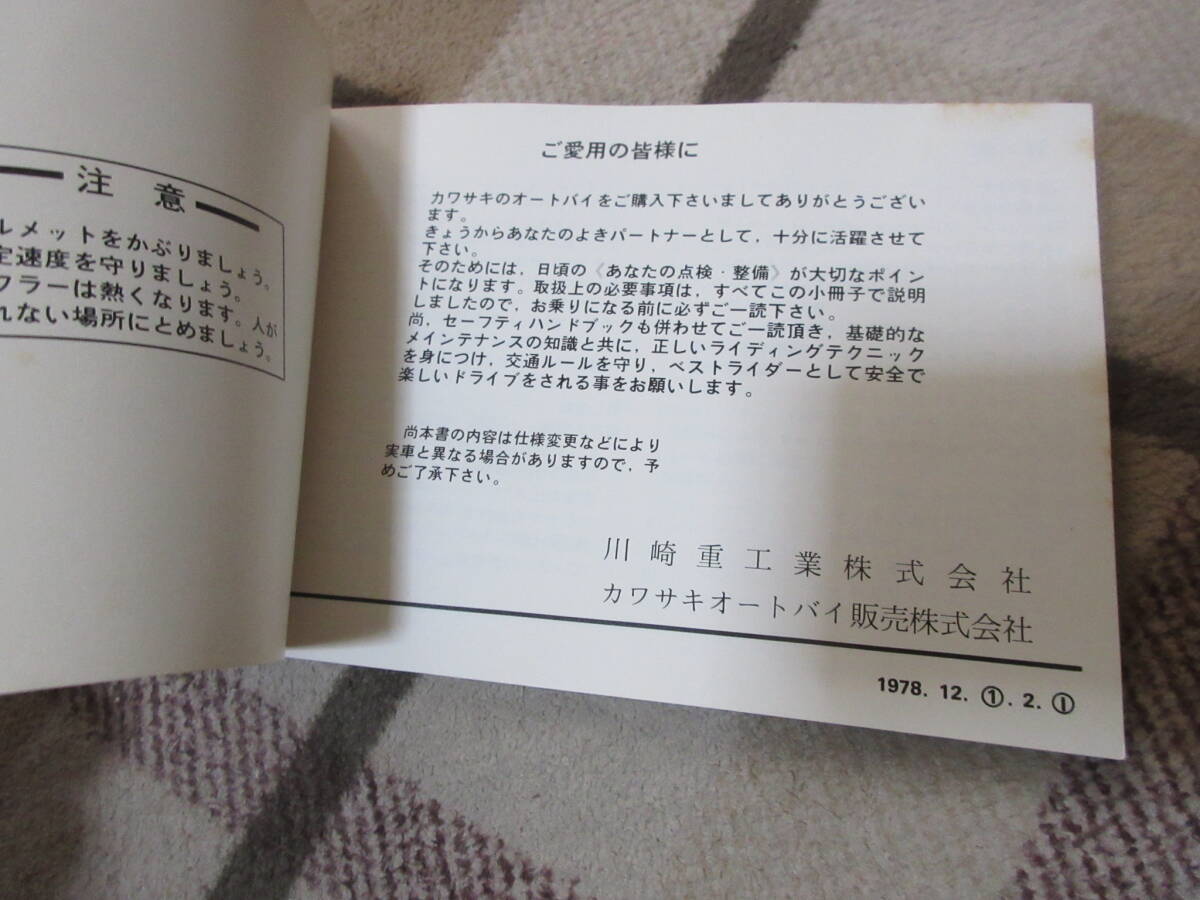 注 意
ルメットをかぶりましょう。
定速度を守りましょう。
フラーは熱くなります。人が
れない場所にとめましょう。
ご愛用の皆様に
カワサキのオートバイをご購入下さいましてありがとうござい
ます。
きょうからあなたのよきパートナーとして，十分に活躍させて
下さい。
そのためには，日頃の《あなたの点検・整備》が大切なポイン
トになります。取扱上の必要事項は，すべてこの小冊子で説明
しましたので，お乗りになる前に必ずご一読下さい。
尚，セーフティハンドブックも併わせてご一読頂き，基礎的な
メインテナンスの知識と共に，正しいライディングテクニック
を身につけ，交通ルールを守り，ベストライダーとして安全で
楽しいドライブをされる事をお願いします。
尚本書の内容は仕様変更などにより
実車と異なる場合がありますので，予
めご了承下さい。
川崎重工業株式会社
カワサキオートバイ販売株式会社
1978. 12. ①. 2. ①